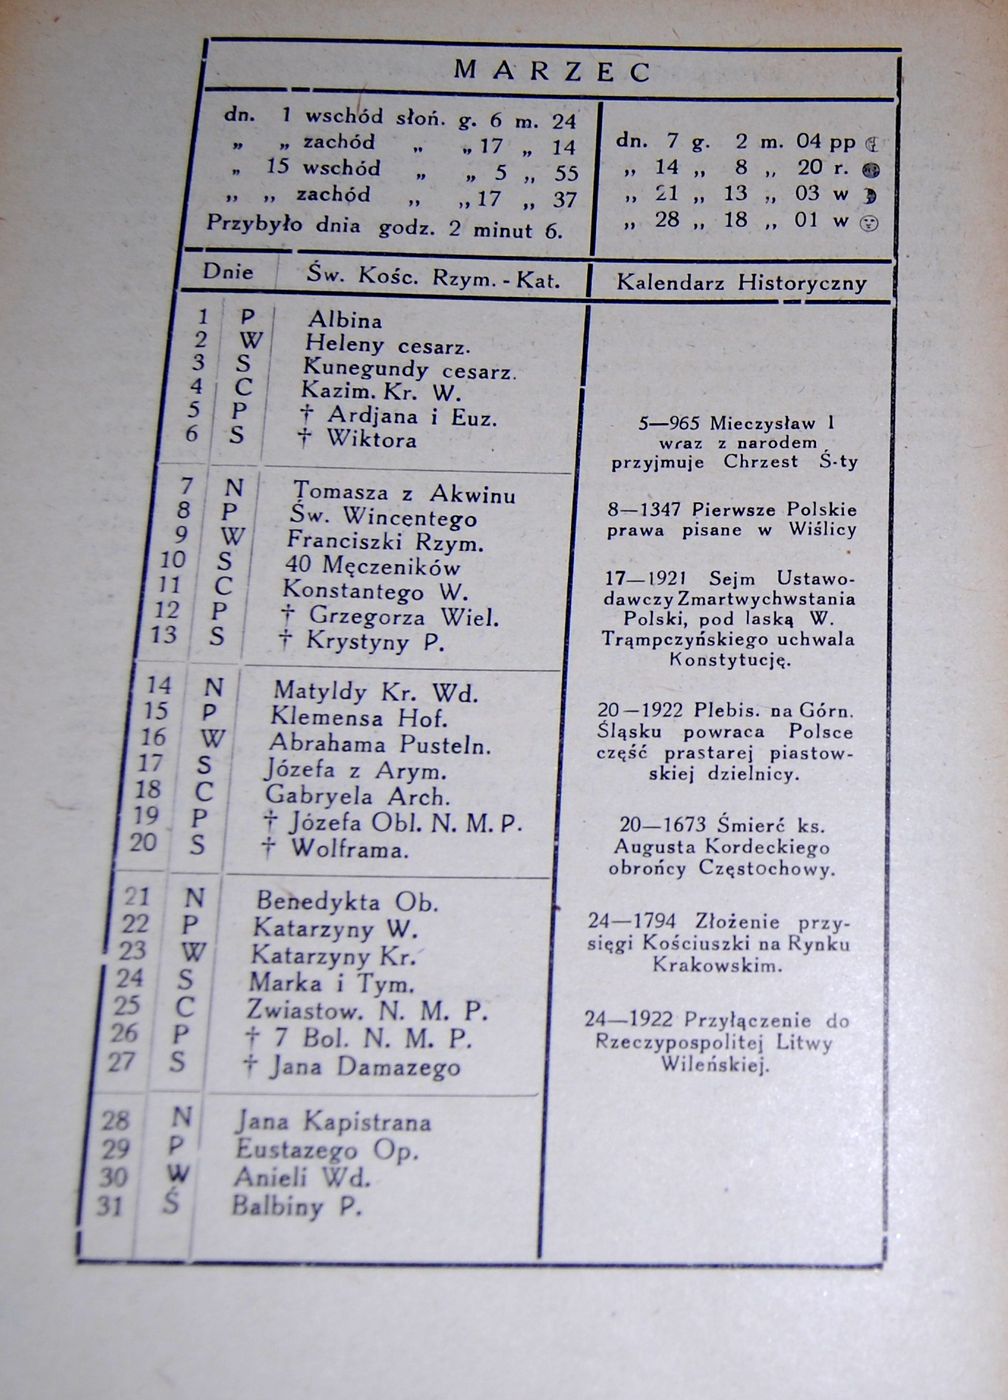 MARZEC
dn. 1 wschód słoń. g. 6 m. 24
„ „ zachód „ „ 17 „ 14
„ 15 wschód „ „ 5 „ 55
„ „ zachód „ „ 17 „ 37
Przybyło dnia godz. 2 minut 6.
dn. 7 g. 2 m. 04 pp
„ 14 „ 8 „ 20 r.
„ 21 „ 13 „ 03 w
„ 28 „ 18 „ 01 w
Dnie Św. Kośc. Rzym. - Kat. Kalendarz Historyczny
1 P Albina
2 W Heleny cesarz.
3 S Kunegundy cesarz.
4 C Kazim. Kr. W.
5 P † Ardjana i Euz.
6 S † Wiktora
7 N Tomasza z Akwinu
8 P Św. Wincentego
9 W Franciszki Rzym.
10 S 40 Męczeników
11 C Konstantego W.
12 P † Grzegorza Wiel.
13 S † Krystyny P.
14 N Matyldy Kr. Wd.
15 P Klemensa Hof.
16 W Abrahama Pusteln.
17 S Józefa z Arym.
18 C Gabryela Arch.
19 P † Józefa Obl. N. M. P.
20 S † Wolframa.
21 N Benedykta Ob.
22 P Katarzyny W.
23 W Katarzyny Kr.
24 S Marka i Tym.
25 C Zwiastow. N. M. P.
26 P † 7 Bol. N. M. P.
27 S † Jana Damazego
28 N Jana Kapistrana
29 P Eustazego Op.
30 W Anieli Wd.
31 Ś Balbiny P.
5—965 Mieczysław I
wraz z narodem
przyjmuje Chrzest Ś-ty
8—1347 Pierwsze Polskie
prawa pisane w Wiślicy
17—1921 Sejm Ustawo-
dawczy Zmartwychwstania
Polski, pod laską W.
Trąmpczyńskiego uchwala
Konstytucję.
20—1922 Plebis. na Górn.
Śląsku powraca Polsce
część prastarej piastow-
skiej dzielnicy.
20—1673 Śmierć ks.
Augusta Kordeckiego
obrońcy Częstochowy.
24—1794 Złożenie przy-
sięgi Kościuszki na Rynku
Krakowskim.
24—1922 Przyłączenie do
Rzeczypospolitej Litwy
Wileńskiej.